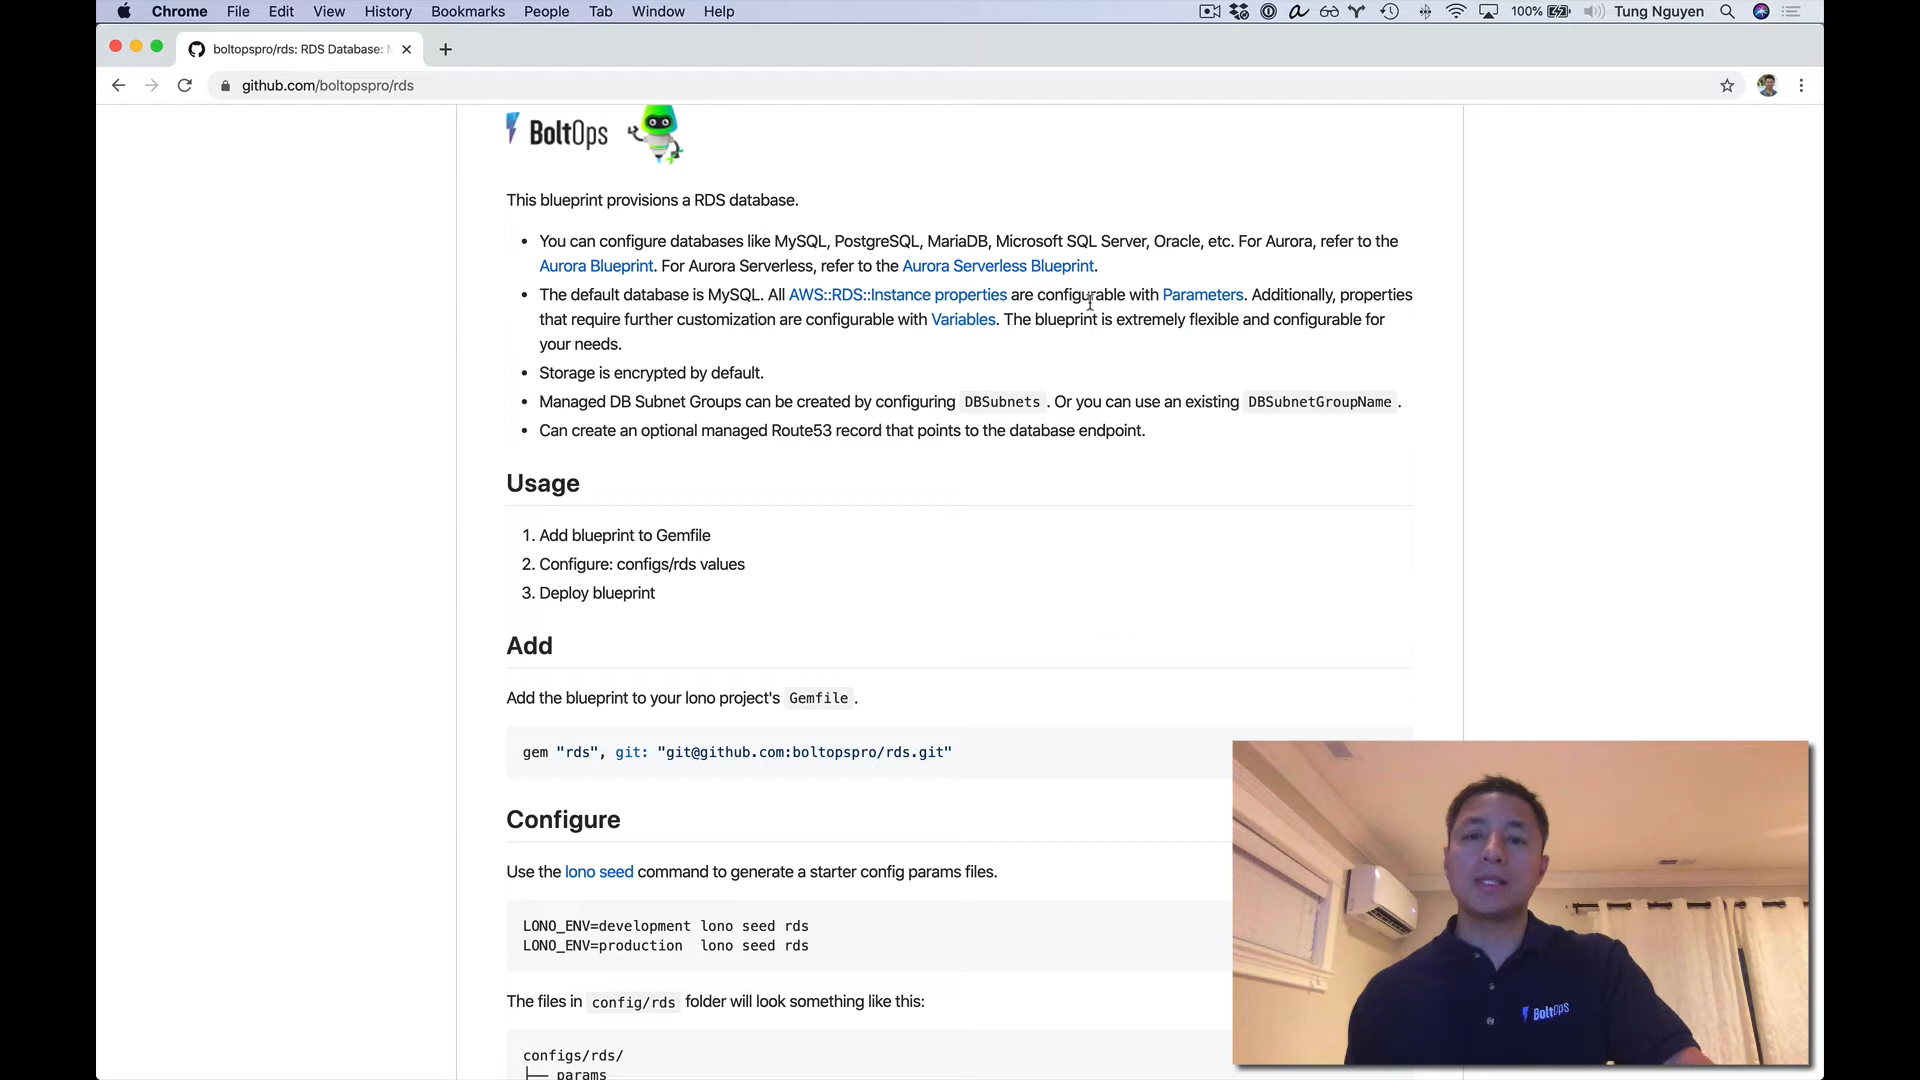 Chrome File Edit View History Bookmarks People Tab Window Help 100% Tung Nguyen
boltopspro/rds: RDS Database:
github.com/boltopspro/rds
BoltOps
This blueprint provisions a RDS database.
• You can configure databases like MySQL, PostgreSQL, MariaDB, Microsoft SQL Server, Oracle, etc. For Aurora, refer to the
Aurora Blueprint. For Aurora Serverless, refer to the Aurora Serverless Blueprint.
• The default database is MySQL. All AWS::RDS::Instance properties are configurable with Parameters. Additionally, properties
that require further customization are configurable with Variables. The blueprint is extremely flexible and configurable for
your needs.
• Storage is encrypted by default.
• Managed DB Subnet Groups can be created by configuring DBSubnets. Or you can use an existing DBSubnetGroupName.
• Can create an optional managed Route53 record that points to the database endpoint.
Usage
1. Add blueprint to Gemfile
2. Configure: configs/rds values
3. Deploy blueprint
Add
Add the blueprint to your lono project's Gemfile.
gem "rds", git: "git@github.com:boltopspro/rds.git"
Configure
Use the lono seed command to generate a starter config params files.
LONO_ENV=development lono seed rds
LONO_ENV=production lono seed rds
The files in config/rds folder will look something like this:
configs/rds/
├── params
BoltOps